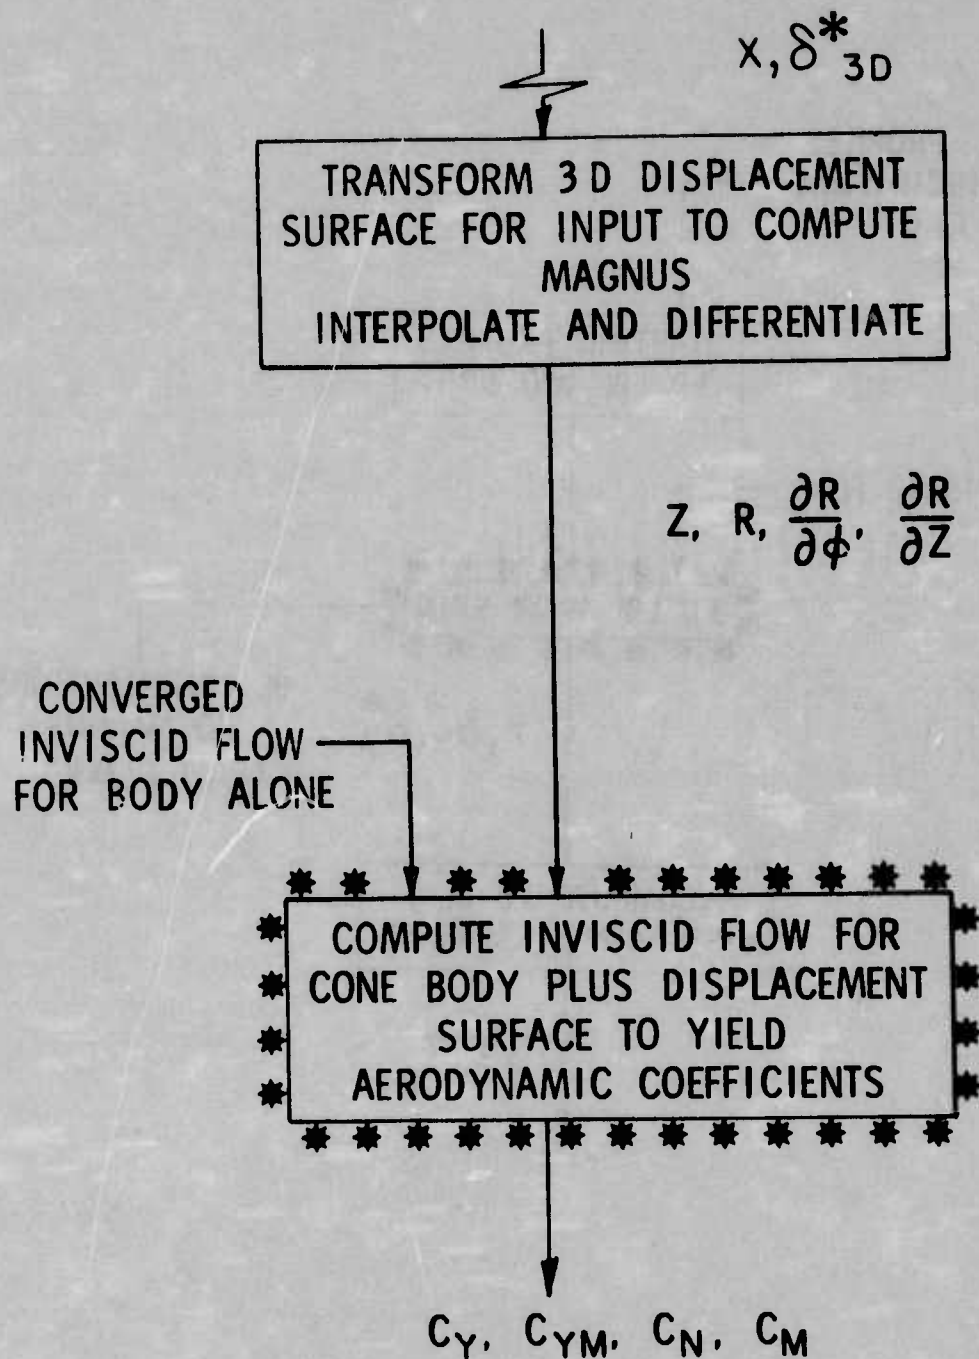 x, δ*3D
TRANSFORM 3D DISPLACEMENT
SURFACE FOR INPUT TO COMPUTE
MAGNUS
INTERPOLATE AND DIFFERENTIATE
Z, R, ∂R/∂ϕ, ∂R/∂Z
CONVERGED
INVISCID FLOW
FOR BODY ALONE
COMPUTE INVISCID FLOW FOR
CONE BODY PLUS DISPLACEMENT
SURFACE TO YIELD
AERODYNAMIC COEFFICIENTS
CY, CYM, CN, CM